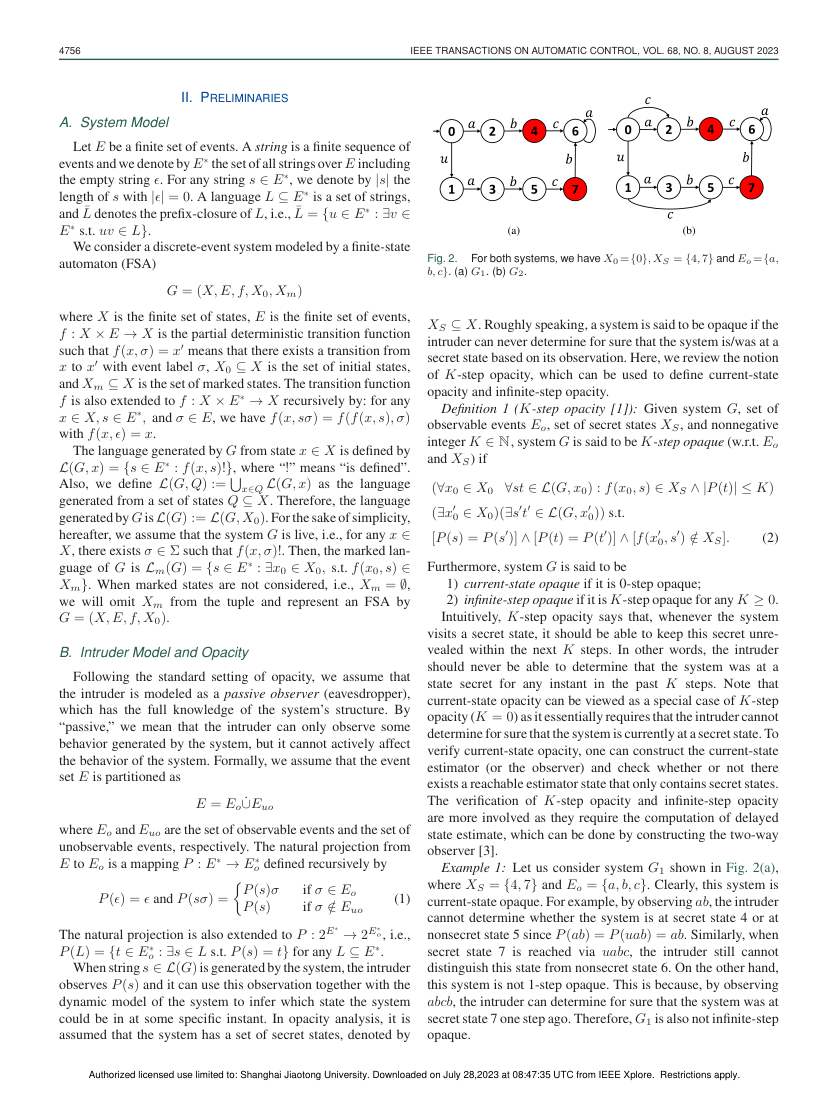 4756
IEEE TRANSACTIONS ON AUTOMATIC CONTROL, VOL. 68, NO. 8, AUGUST 2023
II. PRELIMINARIES
A. System Model
Let E be a finite set of events. A string is a finite sequence of
events and we denote by E* the set of all strings over E including
the empty string ϵ. For any string s ∈ E*, we denote by |s| the
length of s with |ϵ| = 0. A language L ⊆ E* is a set of strings,
and L̄ denotes the prefix-closure of L, i.e., L̄ = {u ∈ E* : ∃v ∈
E* s.t. uv ∈ L}.
We consider a discrete-event system modeled by a finite-state
automaton (FSA)
G = (X, E, f, X₀, Xₘ)
where X is the finite set of states, E is the finite set of events,
f : X × E → X is the partial deterministic transition function
such that f(x, σ) = x′ means that there exists a transition from
x to x′ with event label σ, X₀ ⊆ X is the set of initial states,
and Xₘ ⊆ X is the set of marked states. The transition function
f is also extended to f : X × E* → X recursively by: for any
x ∈ X, s ∈ E*, and σ ∈ E, we have f(x, sσ) = f(f(x, s), σ)
with f(x, ϵ) = x.
The language generated by G from state x ∈ X is defined by
ℒ(G, x) = {s ∈ E* : f(x, s)!}, where “!” means “is defined”.
Also, we define ℒ(G, Q) := ⋃x∈Q ℒ(G, x) as the language
generated from a set of states Q ⊆ X. Therefore, the language
generated by G is ℒ(G) := ℒ(G, X₀). For the sake of simplicity,
hereafter, we assume that the system G is live, i.e., for any x ∈
X, there exists σ ∈ Σ such that f(x, σ)!. Then, the marked lan-
guage of G is ℒₘ(G) = {s ∈ E* : ∃x₀ ∈ X₀, s.t. f(x₀, s) ∈
Xₘ}. When marked states are not considered, i.e., Xₘ = ∅,
we will omit Xₘ from the tuple and represent an FSA by
G = (X, E, f, X₀).
B. Intruder Model and Opacity
Following the standard setting of opacity, we assume that
the intruder is modeled as a passive observer (eavesdropper),
which has the full knowledge of the system’s structure. By
“passive,” we mean that the intruder can only observe some
behavior generated by the system, but it cannot actively affect
the behavior of the system. Formally, we assume that the event
set E is partitioned as
E = Eₒ∪̇Eᵤₒ
where Eₒ and Eᵤₒ are the set of observable events and the set of
unobservable events, respectively. The natural projection from
E to Eₒ is a mapping P : E* → Eₒ* defined recursively by
P(ϵ) = ϵ and P(sσ) = { P(s)σ if σ ∈ Eₒ
P(s) if σ ∉ Eᵤₒ (1)
The natural projection is also extended to P : 2^E* → 2^Eₒ*, i.e.,
P(L) = {t ∈ Eₒ* : ∃s ∈ L s.t. P(s) = t} for any L ⊆ E*.
When string s ∈ ℒ(G) is generated by the system, the intruder
observes P(s) and it can use this observation together with the
dynamic model of the system to infer which state the system
could be in at some specific instant. In opacity analysis, it is
assumed that the system has a set of secret states, denoted by
0 a 2 b 4 c 6 a
u b
1 a 3 b 5 c 7
(a)
c
0 a 2 b 4 c 6 a
u b
1 a 3 b 5 c 7
c
(b)
Fig. 2. For both systems, we have X₀ = {0}, X_S = {4, 7} and Eₒ = {a,
b, c}. (a) G₁. (b) G₂.
X_S ⊆ X. Roughly speaking, a system is said to be opaque if the
intruder can never determine for sure that the system is/was at a
secret state based on its observation. Here, we review the notion
of K-step opacity, which can be used to define current-state
opacity and infinite-step opacity.
Definition 1 (K-step opacity [1]): Given system G, set of
observable events Eₒ, set of secret states X_S, and nonnegative
integer K ∈ ℕ, system G is said to be K-step opaque (w.r.t. Eₒ
and X_S) if
(∀x₀ ∈ X₀ ∀st ∈ ℒ(G, x₀) : f(x₀, s) ∈ X_S ∧ |P(t)| ≤ K)
(∃x′₀ ∈ X₀)(∃s′t′ ∈ ℒ(G, x′₀)) s.t.
[P(s) = P(s′)] ∧ [P(t) = P(t′)] ∧ [f(x′₀, s′) ∉ X_S]. (2)
Furthermore, system G is said to be
1) current-state opaque if it is 0-step opaque;
2) infinite-step opaque if it is K-step opaque for any K ≥ 0.
Intuitively, K-step opacity says that, whenever the system
visits a secret state, it should be able to keep this secret unre-
vealed within the next K steps. In other words, the intruder
should never be able to determine that the system was at a
state secret for any instant in the past K steps. Note that
current-state opacity can be viewed as a special case of K-step
opacity (K = 0) as it essentially requires that the intruder cannot
determine for sure that the system is currently at a secret state. To
verify current-state opacity, one can construct the current-state
estimator (or the observer) and check whether or not there
exists a reachable estimator state that only contains secret states.
The verification of K-step opacity and infinite-step opacity
are more involved as they require the computation of delayed
state estimate, which can be done by constructing the two-way
observer [3].
Example 1: Let us consider system G₁ shown in Fig. 2(a),
where X_S = {4, 7} and Eₒ = {a, b, c}. Clearly, this system is
current-state opaque. For example, by observing ab, the intruder
cannot determine whether the system is at secret state 4 or at
nonsecret state 5 since P(ab) = P(uab) = ab. Similarly, when
secret state 7 is reached via uabc, the intruder still cannot
distinguish this state from nonsecret state 6. On the other hand,
this system is not 1-step opaque. This is because, by observing
abcb, the intruder can determine for sure that the system was at
secret state 7 one step ago. Therefore, G₁ is also not infinite-step
opaque.
Authorized licensed use limited to: Shanghai Jiaotong University. Downloaded on July 28,2023 at 08:47:35 UTC from IEEE Xplore. Restrictions apply.